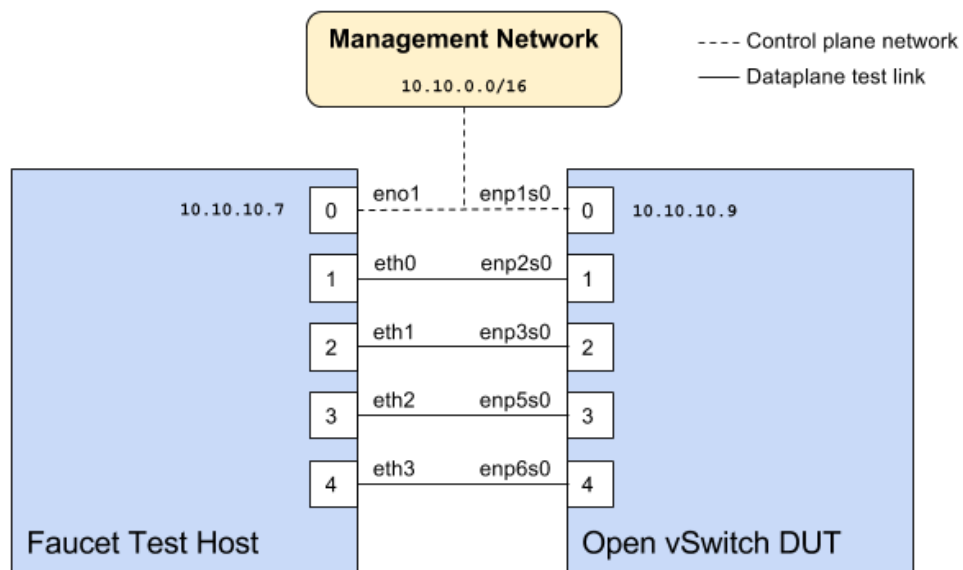 Management Network
10.10.0.0/16
Control plane network
Dataplane test link
10.10.10.7
0
eno1
enp1s0
0
10.10.10.9
1
eth0
enp2s0
1
2
eth1
enp3s0
2
3
eth2
enp5s0
3
4
eth3
enp6s0
4
Faucet Test Host
Open vSwitch DUT